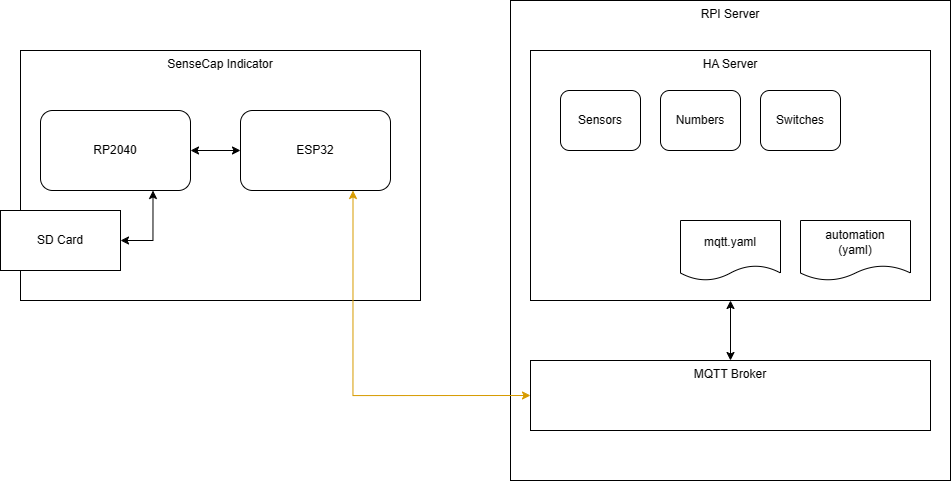 RPI Server
SenseCap Indicator
HA Server
RP2040
ESP32
Sensors
Numbers
Switches
SD Card
mqtt.yaml
automation
(yaml)
MQTT Broker